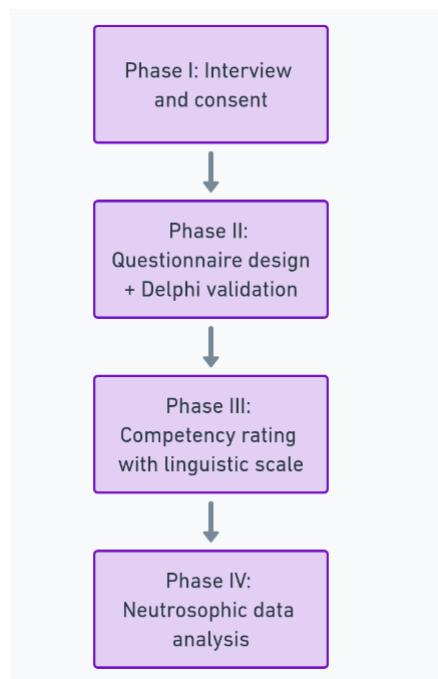 Phase I: Interview
and consent
Phase II:
Questionnaire design
+ Delphi validation
Phase III:
Competency rating
with linguistic scale
Phase IV:
Neutrosophic data
analysis